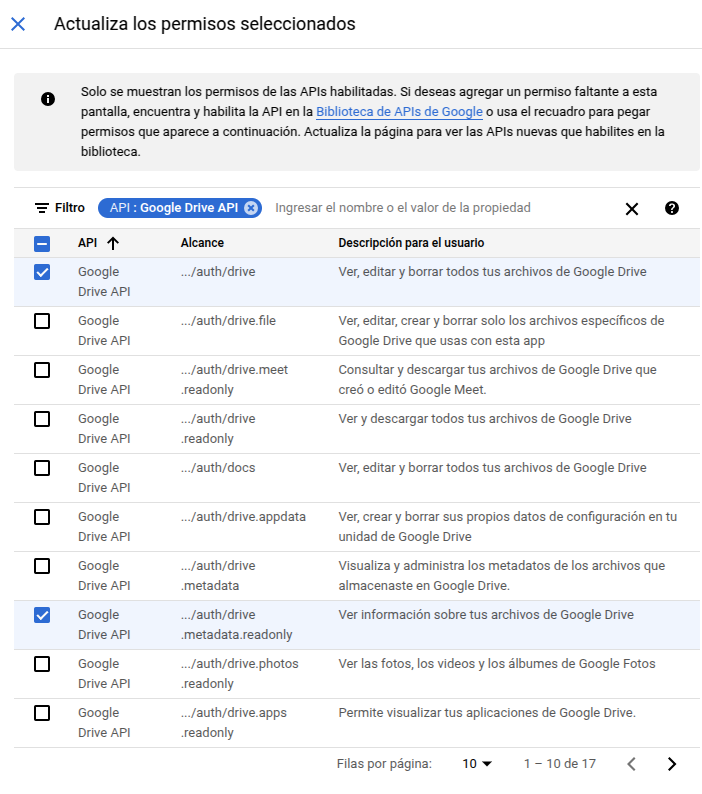 Actualiza los permisos seleccionados
Solo se muestran los permisos de las APIs habilitadas. Si deseas agregar un permiso faltante a esta
pantalla, encuentra y habilita la API en la Biblioteca de APIs de Google o usa el recuadro para pegar
permisos que aparece a continuación. Actualiza la página para ver las APIs nuevas que habilites en la
biblioteca.
Filtro API : Google Drive API Ingresar el nombre o el valor de la propiedad
API Alcance Descripción para el usuario
Google .../auth/drive Ver, editar y borrar todos tus archivos de Google Drive
Drive API
Google .../auth/drive.file Ver, editar, crear y borrar solo los archivos específicos de
Drive API Google Drive que usas con esta app
Google .../auth/drive.meet Consultar y descargar tus archivos de Google Drive que
Drive API .readonly creó o editó Google Meet.
Google .../auth/drive Ver y descargar todos tus archivos de Google Drive
Drive API .readonly
Google .../auth/docs Ver, editar y borrar todos tus archivos de Google Drive
Drive API
Google .../auth/drive.appdata Ver, crear y borrar sus propios datos de configuración en tu
Drive API unidad de Google Drive
Google .../auth/drive Visualiza y administra los metadatos de los archivos que
Drive API .metadata almacenaste en Google Drive.
Google .../auth/drive Ver información sobre tus archivos de Google Drive
Drive API .metadata.readonly
Google .../auth/drive.photos Ver las fotos, los videos y los álbumes de Google Fotos
Drive API .readonly
Google .../auth/drive.apps Permite visualizar tus aplicaciones de Google Drive.
Drive API .readonly
Filas por página: 10 1 – 10 de 17